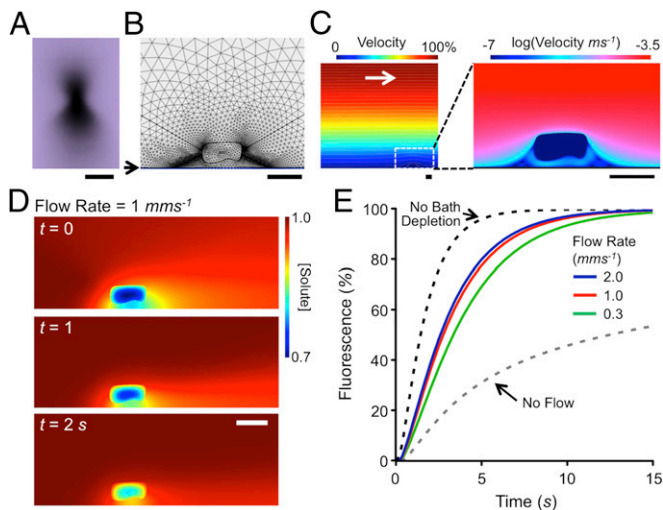 A
B
C
Velocity
0
100%
log(Velocity ms⁻¹)
-7
-3.5
D
Flow Rate = 1 mms⁻¹
t = 0
t = 1
t = 2 s
1.0
[Solute]
0.7
E
No Bath
Depletion
Flow Rate
(mms⁻¹)
2.0
1.0
0.3
No Flow
Fluorescence (%)
100
80
60
40
20
0
0
5
10
15
Time (s)